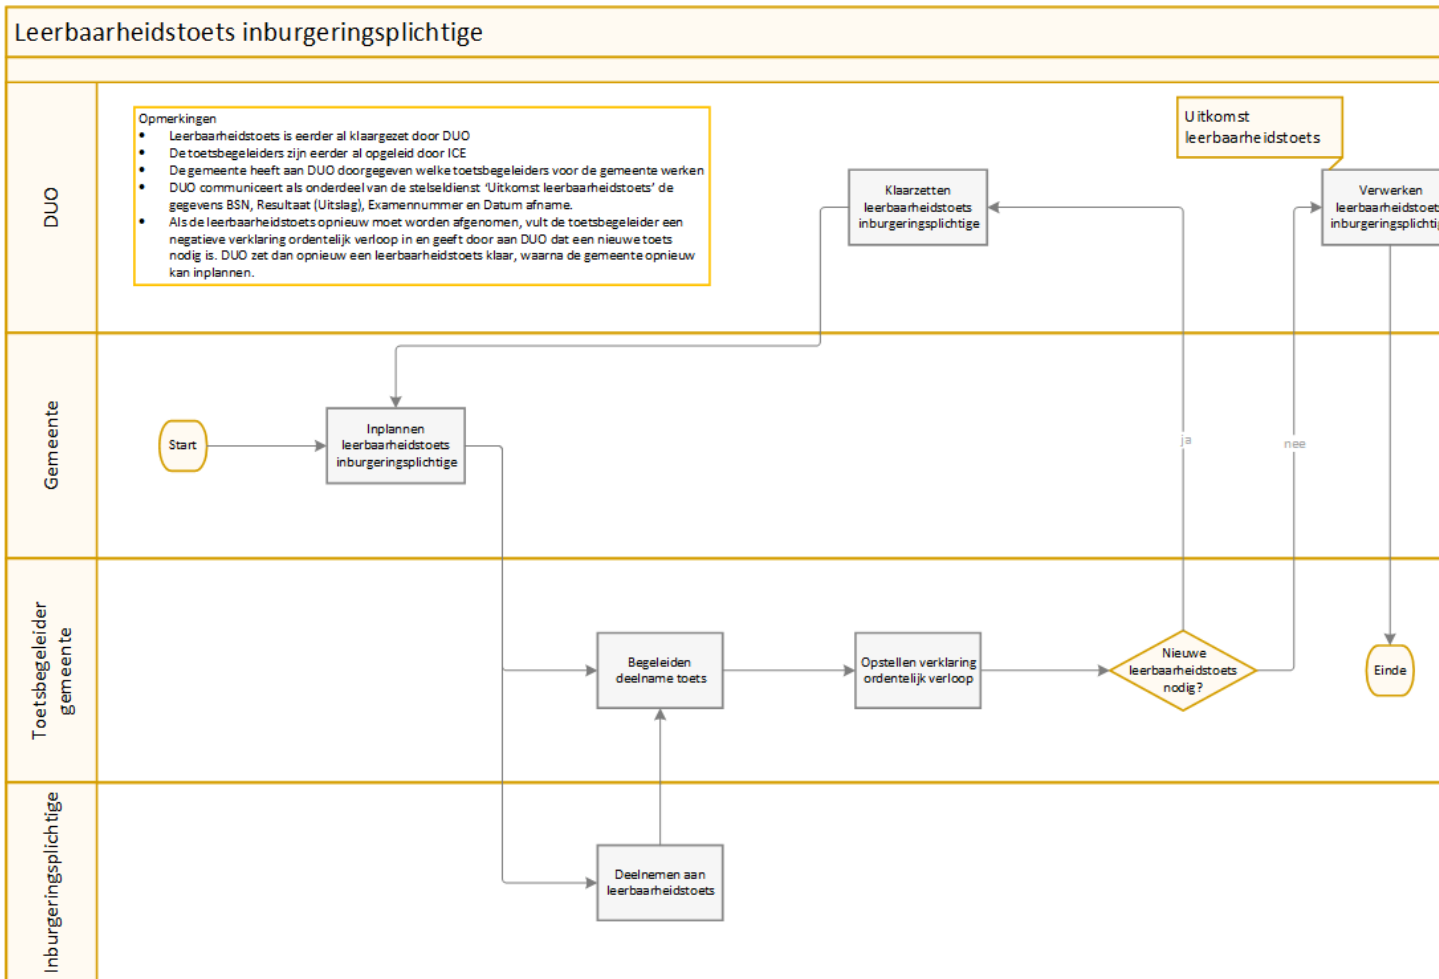 Leerbaarheidstoets inburgeringsplichtige
DUO
Opmerkingen
• Leerbaarheidstoets is eerder al klaargezet door DUO
• De toetsbegeleiders zijn eerder al opgeleid door ICE
• De gemeente heeft aan DUO doorgegeven welke toetsbegeleiders voor de gemeente werken
• DUO communiceert als onderdeel van de stelseldienst ‘Uitkomst leerbaarheidstoets’ de
gegevens BSN, Resultaat (Uitslag), Examennummer en Datum afname.
• Als de leerbaarheidstoets opnieuw moet worden afgenomen, vult de toetsbegeleider een
negatieve verklaring ordentelijk verloop in en geeft door aan DUO dat een nieuwe toets
nodig is. DUO zet dan opnieuw een leerbaarheidstoets klaar, waarna de gemeente opnieuw
kan inplannen.
Uitkomst
leerbaarheidstoets
Klaarzetten
leerbaarheidstoets
inburgeringsplichtige
Verwerken
leerbaarheidstoets
inburgeringsplichtig
Gemeente
Start
Inplannen
leerbaarheidstoets
inburgeringsplichtige
ja
nee
Toetsbegeleider
gemeente
Begeleiden
deelname toets
Opstellen verklaring
ordentelijk verloop
Nieuwe
leerbaarheidstoets
nodig?
Einde
Inburgeringsplichtige
Deelnemen aan
leerbaarheidstoets